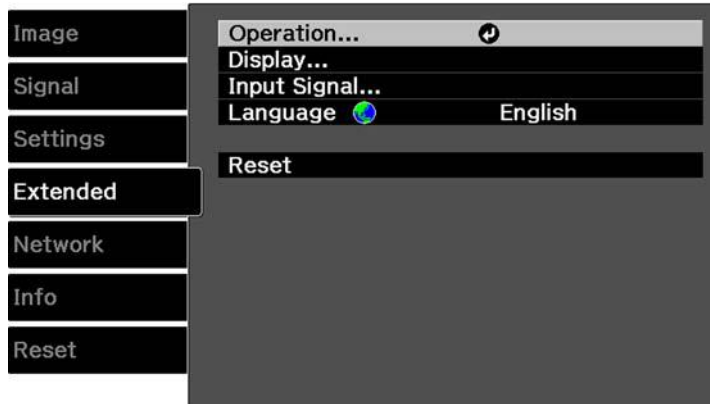 Image
Signal
Settings
Extended
Network
Info
Reset
Operation...
Display...
Input Signal...
Language English
Reset